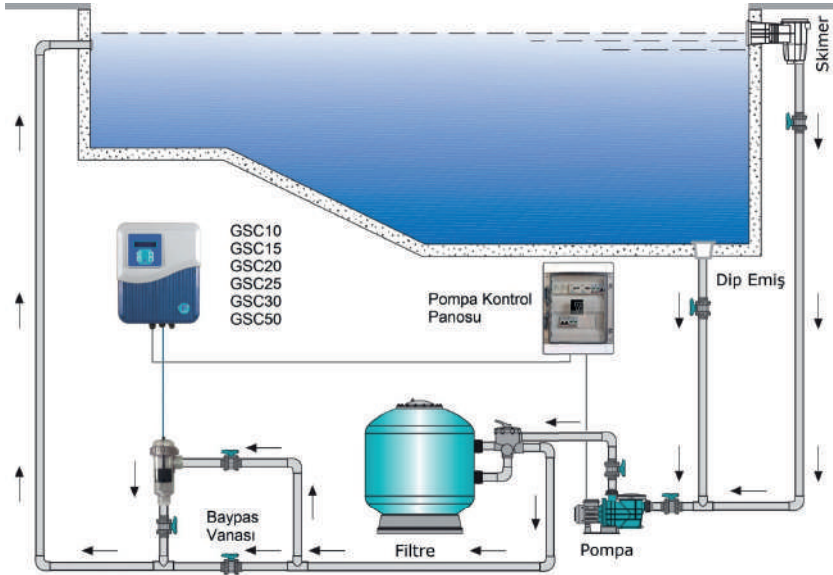 Skimer
GSC10
GSC15
GSC20
GSC25
GSC30
GSC50
Pompa Kontrol
Panosu
Dip Emiş
Baypas
Vanası
Filtre
Pompa